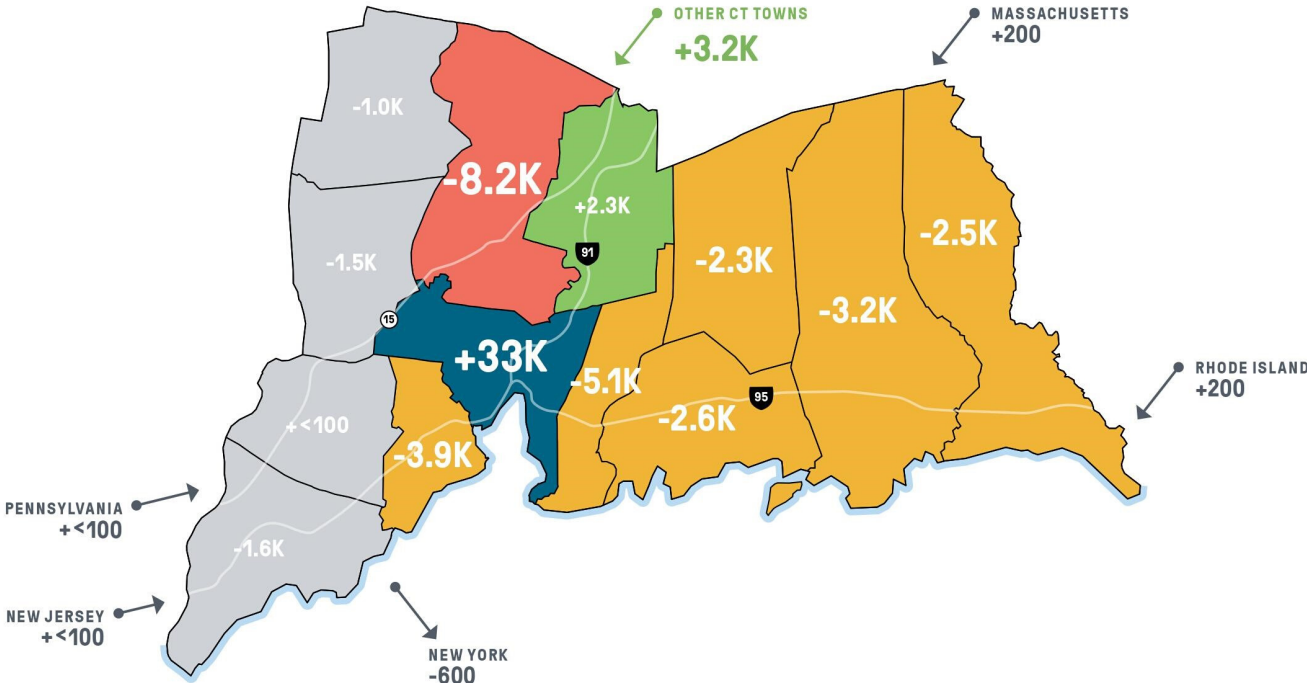 OTHER CT TOWNS
+3.2K
MASSACHUSETTS
+200
-1.0K
-8.2K
+2.3K
-2.5K
91
-2.3K
-1.5K
-3.2K
15
+33K
-5.1K
RHODE ISLAND
+200
95
-2.6K
+<100
-3.9K
PENNSYLVANIA
+<100
-1.6K
NEW JERSEY
+<100
NEW YORK
-600